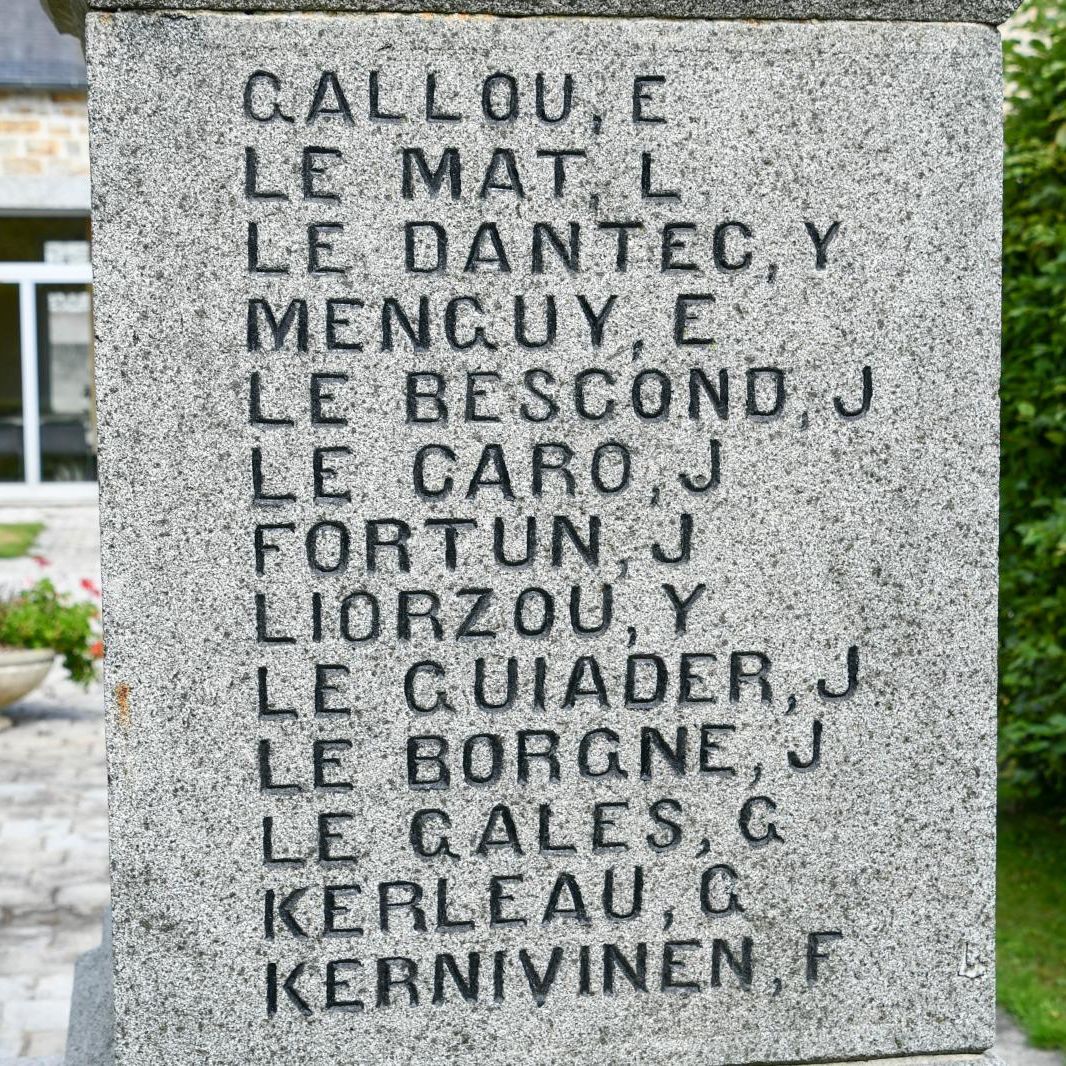 GALLOU, E
LE MAT, L
LE DANTEC, Y
MENGUY, E
LE BESCOND, J
LE CARO, J
FORTUN, J
LIORZOU, Y
LE GUIADER, J
LE BORGNE, J
LE GALES, G
KERLEAU, G
KERNIVINEN, F